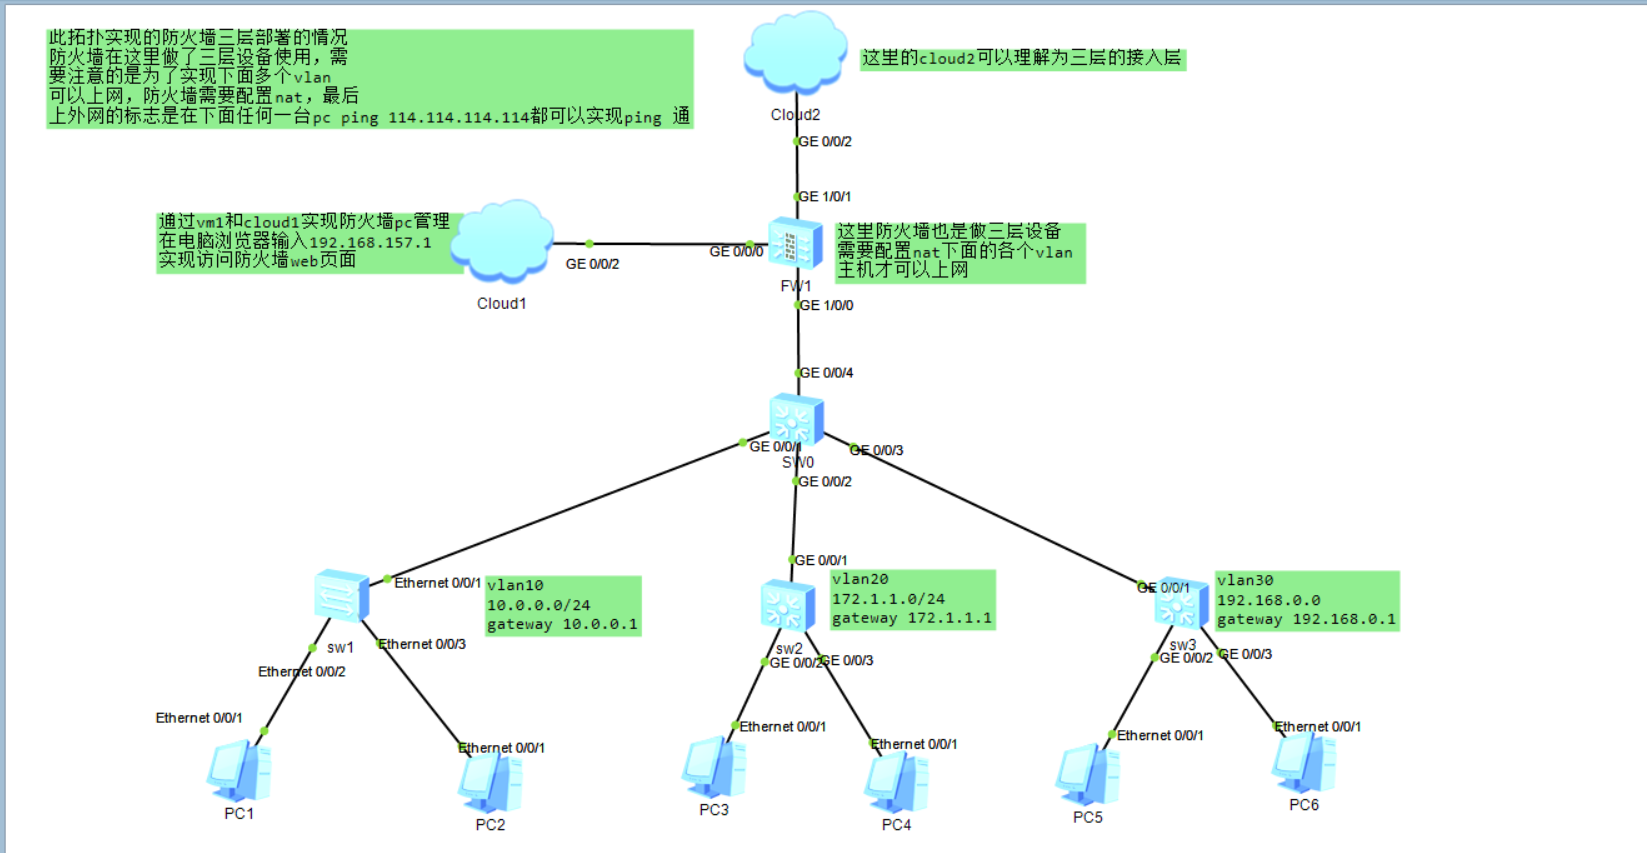 此拓扑实现的防火墙三层部署的情况
防火墙在这里做了三层设备使用，需
要注意的是为了实现下面多个vlan
可以上网，防火墙需要配置nat，最后
上外网的标志是在下面任何一台pc ping 114.114.114.114都可以实现ping 通
这里的cloud2可以理解为三层的接入层
Cloud2
GE 0/0/2
GE 1/0/1
通过vm1和cloud1实现防火墙pc管理
在电脑浏览器输入192.168.157.1
实现访问防火墙web页面
GE 0/0/2
Cloud1
GE 0/0/0
这里防火墙也是做三层设备
需要配置nat下面的各个vlan
主机才可以上网
FW1
GE 1/0/0
GE 0/0/4
GE 0/0/1
SW0
GE 0/0/3
GE 0/0/2
Ethernet 0/0/1
vlan10
10.0.0.0/24
gateway 10.0.0.1
GE 0/0/1
vlan20
172.1.1.0/24
gateway 172.1.1.1
GE 0/0/1
vlan30
192.168.0.0
gateway 192.168.0.1
sw1
Ethernet 0/0/3
Ethernet 0/0/2
sw2
GE 0/0/2
GE 0/0/3
sw3
GE 0/0/2
GE 0/0/3
Ethernet 0/0/1
Ethernet 0/0/1
Ethernet 0/0/1
Ethernet 0/0/1
Ethernet 0/0/1
Ethernet 0/0/1
PC1
PC2
PC3
PC4
PC5
PC6